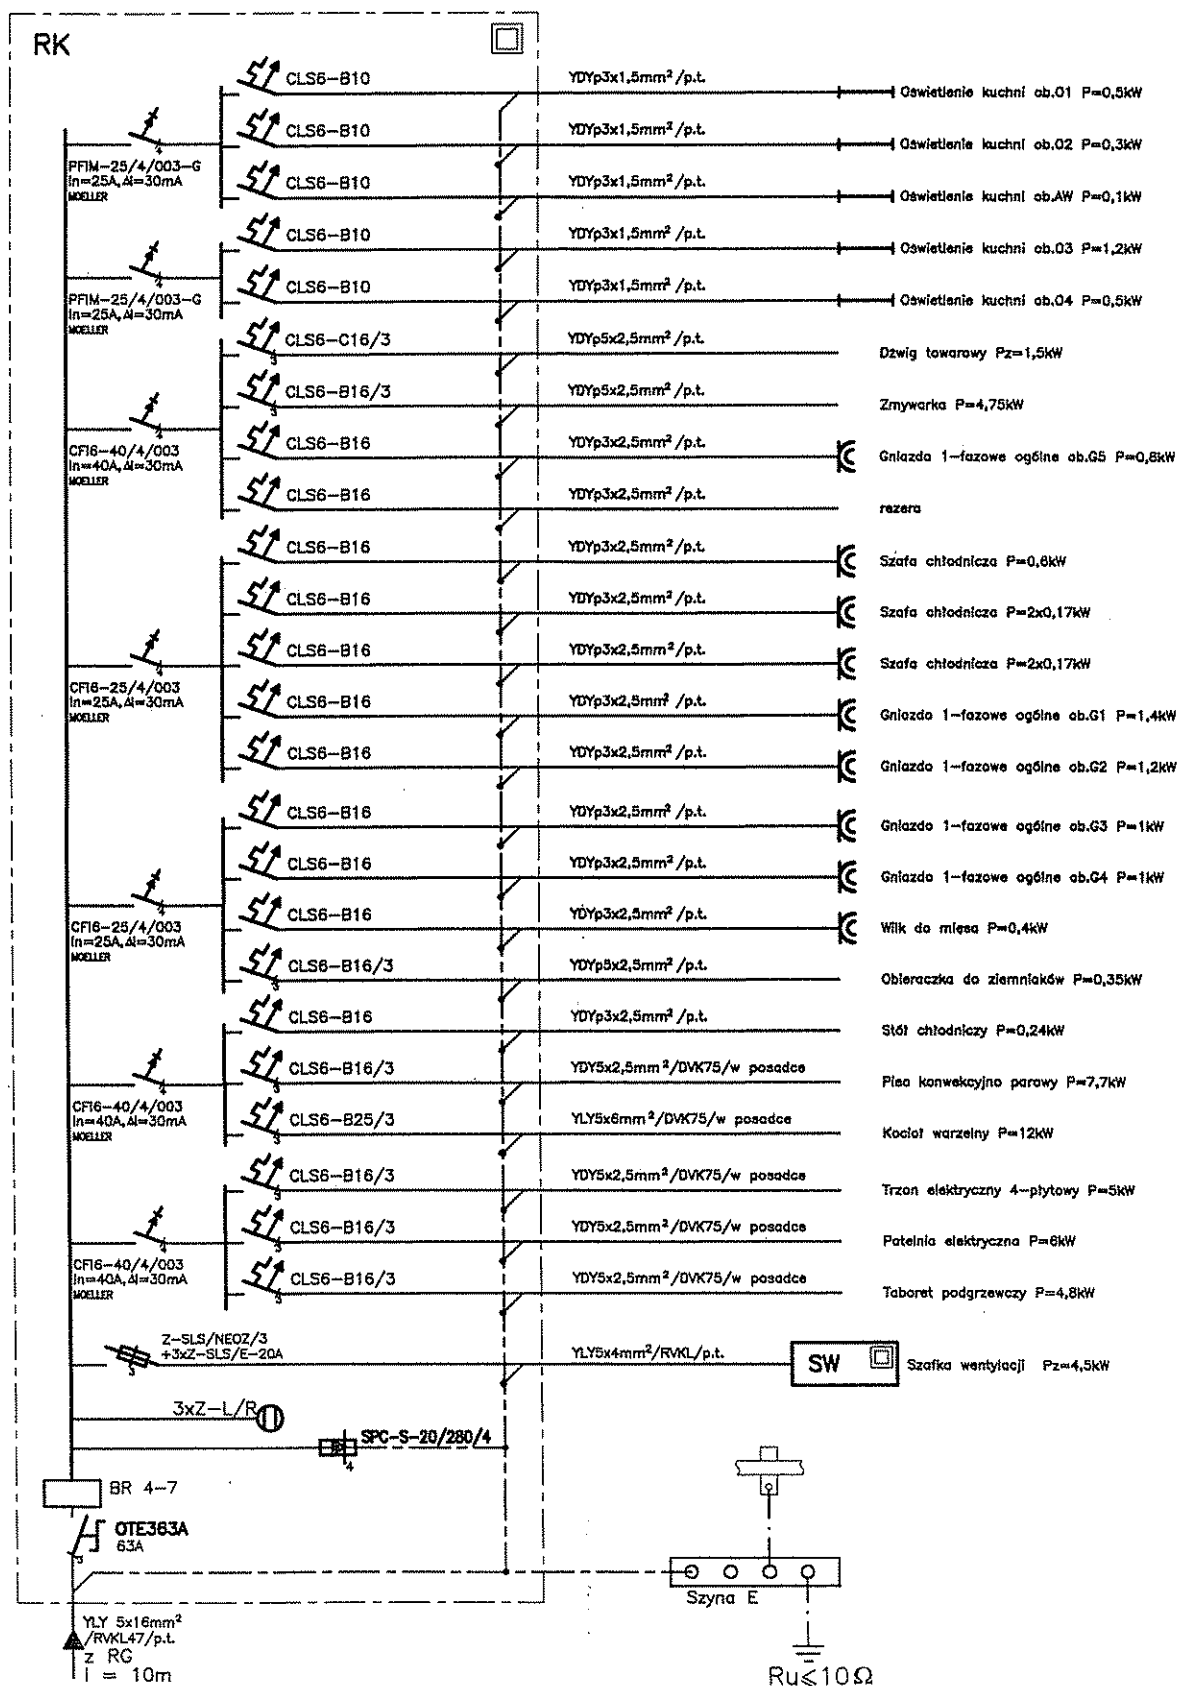 RK
CLS6-B10 YDYp3x1,5mm²/p.t. Oświetlenie kuchni ob.O1 P=0,5kW
CLS6-B10 YDYp3x1,5mm²/p.t. Oświetlenie kuchni ob.O2 P=0,3kW
PFIM-25/4/003-G
In=25A, ΔI=30mA
MOELLER
CLS6-B10 YDYp3x1,5mm²/p.t. Oświetlenie kuchni ob.AW P=0,1kW
CLS6-B10 YDYp3x1,5mm²/p.t. Oświetlenie kuchni ob.O3 P=1,2kW
PFIM-25/4/003-G
In=25A, ΔI=30mA
MOELLER
CLS6-B10 YDYp3x1,5mm²/p.t. Oświetlenie kuchni ob.O4 P=0,5kW
CLS6-C16/3 YDYp5x2,5mm²/p.t. Dźwig towarowy Pz=1,5kW
3
CLS6-B16/3 YDYp5x2,5mm²/p.t. Zmywarka P=4,75kW
3
CFI6-40/4/003
In=40A, ΔI=30mA
MOELLER
CLS6-B16 YDYp3x2,5mm²/p.t. Gniazda 1-fazowe ogólne ob.G5 P=0,8kW
CLS6-B16 YDYp3x2,5mm²/p.t. rezera
CLS6-B16 YDYp3x2,5mm²/p.t. Szafa chłodnicza P=0,6kW
CLS6-B16 YDYp3x2,5mm²/p.t. Szafa chłodnicza P=2x0,17kW
CLS6-B16 YDYp3x2,5mm²/p.t. Szafa chłodnicza P=2x0,17kW
CFI6-25/4/003
In=25A, ΔI=30mA
MOELLER
CLS6-B16 YDYp3x2,5mm²/p.t. Gniazdo 1-fazowe ogólne ob.G1 P=1,4kW
CLS6-B16 YDYp3x2,5mm²/p.t. Gniazdo 1-fazowe ogólne ob.G2 P=1,2kW
CLS6-B16 YDYp3x2,5mm²/p.t. Gniazdo 1-fazowe ogólne ob.G3 P=1kW
CLS6-B16 YDYp3x2,5mm²/p.t. Gniazdo 1-fazowe ogólne ob.G4 P=1kW
CLS6-B16 YDYp3x2,5mm²/p.t. Wilk do mięsa P=0,4kW
CFI6-25/4/003
In=25A, ΔI=30mA
MOELLER
CLS6-B16/3 YDYp5x2,5mm²/p.t. Obieraczka do ziemniaków P=0,35kW
3
CLS6-B16 YDYp3x2,5mm²/p.t. Stół chłodniczy P=0,24kW
CLS6-B16/3 YDY5x2,5mm²/DVK75/w posadce Piec konwekcyjno parowy P=7,7kW
3
CFI6-40/4/003
In=40A, ΔI=30mA
MOELLER
CLS6-B25/3 YLY5x6mm²/DVK75/w posadce Kocioł warzelny P=12kW
3
CLS6-B16/3 YDY5x2,5mm²/DVK75/w posadce Trzon elektryczny 4-płytowy P=5kW
3
CLS6-B16/3 YDY5x2,5mm²/DVK75/w posadce Patelnia elektryczna P=6kW
3
CFI6-40/4/003
In=40A, ΔI=30mA
MOELLER
CLS6-B16/3 YDY5x2,5mm²/DVK75/w posadce Taboret podgrzewczy P=4,8kW
3
Z-SLS/NEOZ/3
+3xZ-SLS/E-20A
3
YLY5x4mm²/RVKL/p.t. SW Szafka wentylacji Pz=4,5kW
3xZ-L/R
SPC-S-20/280/4
4
BR 4-7
OTE363A
63A
3
Szyna E
YLY 5x16mm²
/RVKL47/p.t.
z RG
l = 10m
Ru≤10Ω